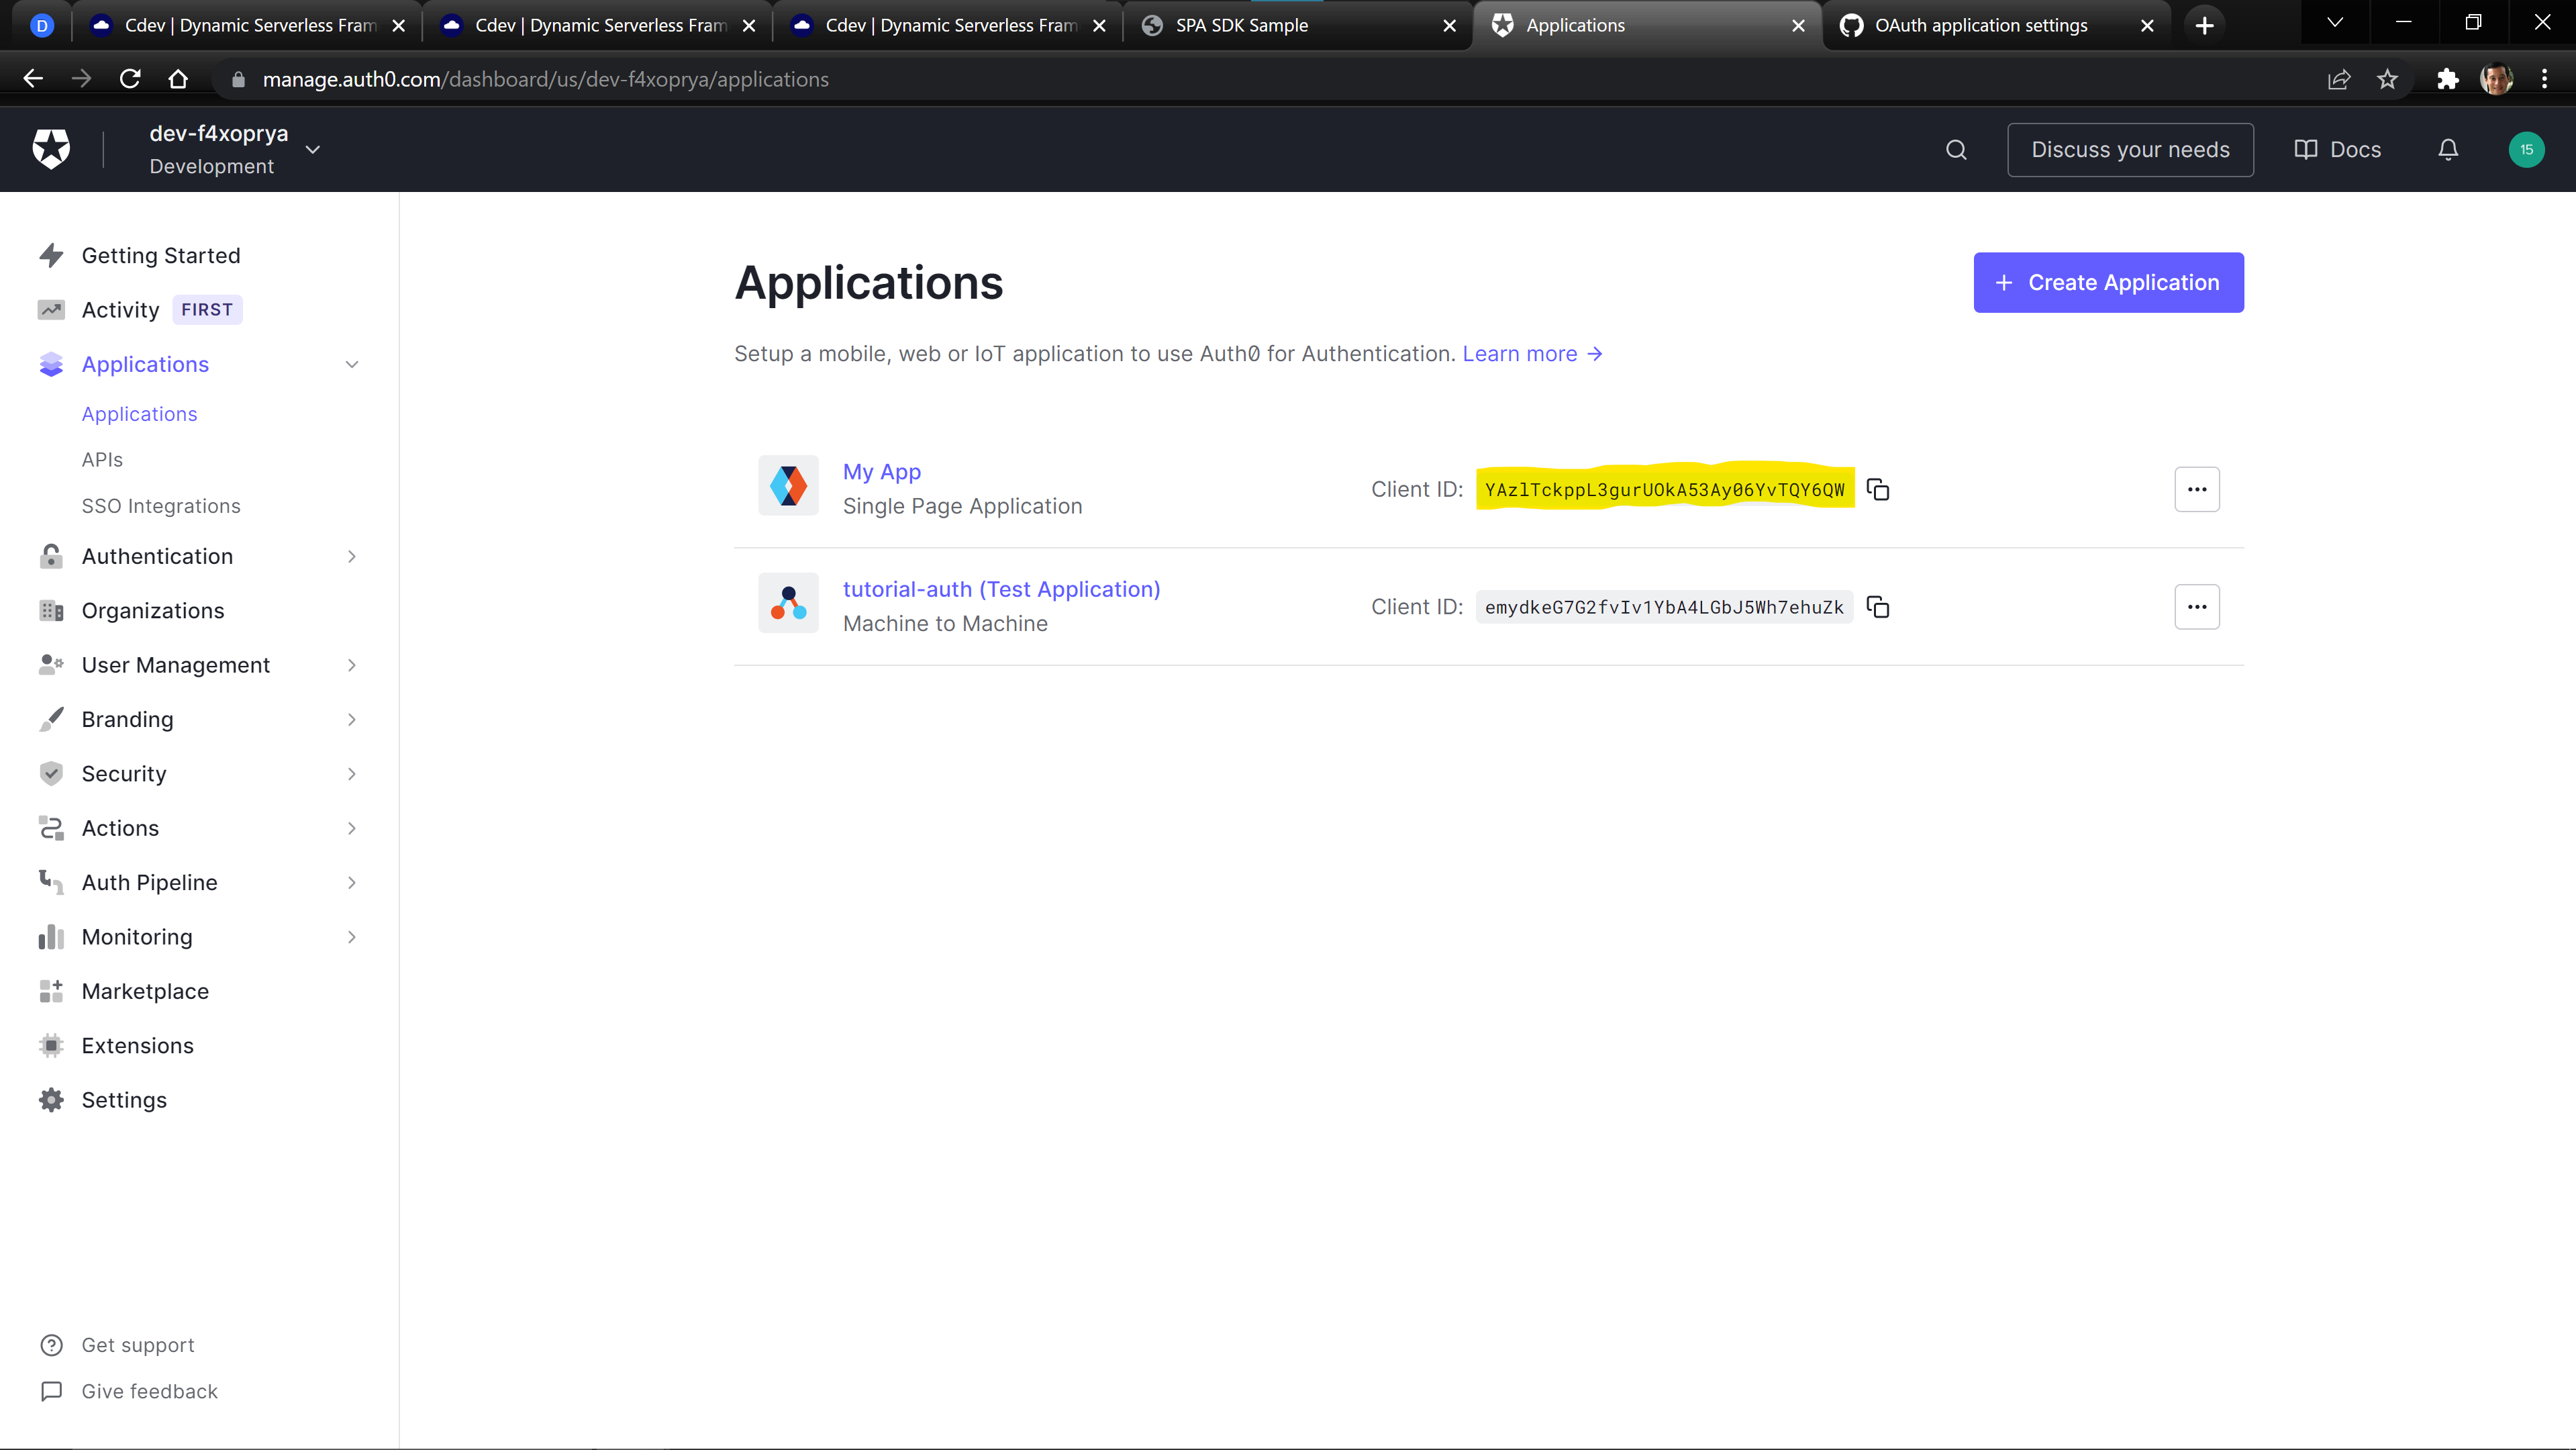 D
Cdev | Dynamic Serverless Fram
Cdev | Dynamic Serverless Fram
Cdev | Dynamic Serverless Fram
SPA SDK Sample
Applications
OAuth application settings
manage.auth0.com/dashboard/us/dev-f4xoprya/applications
dev-f4xoprya
Development
Discuss your needs
Docs
15
Getting Started
Activity FIRST
Applications
Applications
APIs
SSO Integrations
Authentication
Organizations
User Management
Branding
Security
Actions
Auth Pipeline
Monitoring
Marketplace
Extensions
Settings
Get support
Give feedback
Applications
+ Create Application
Setup a mobile, web or IoT application to use Auth0 for Authentication. Learn more →
My App
Single Page Application
Client ID: YAzlTckppL3gurUOkA53Ay06YvTQY6QW
tutorial-auth (Test Application)
Machine to Machine
Client ID: emydkeG7G2fvIv1YbA4LGbJ5Wh7ehuZk